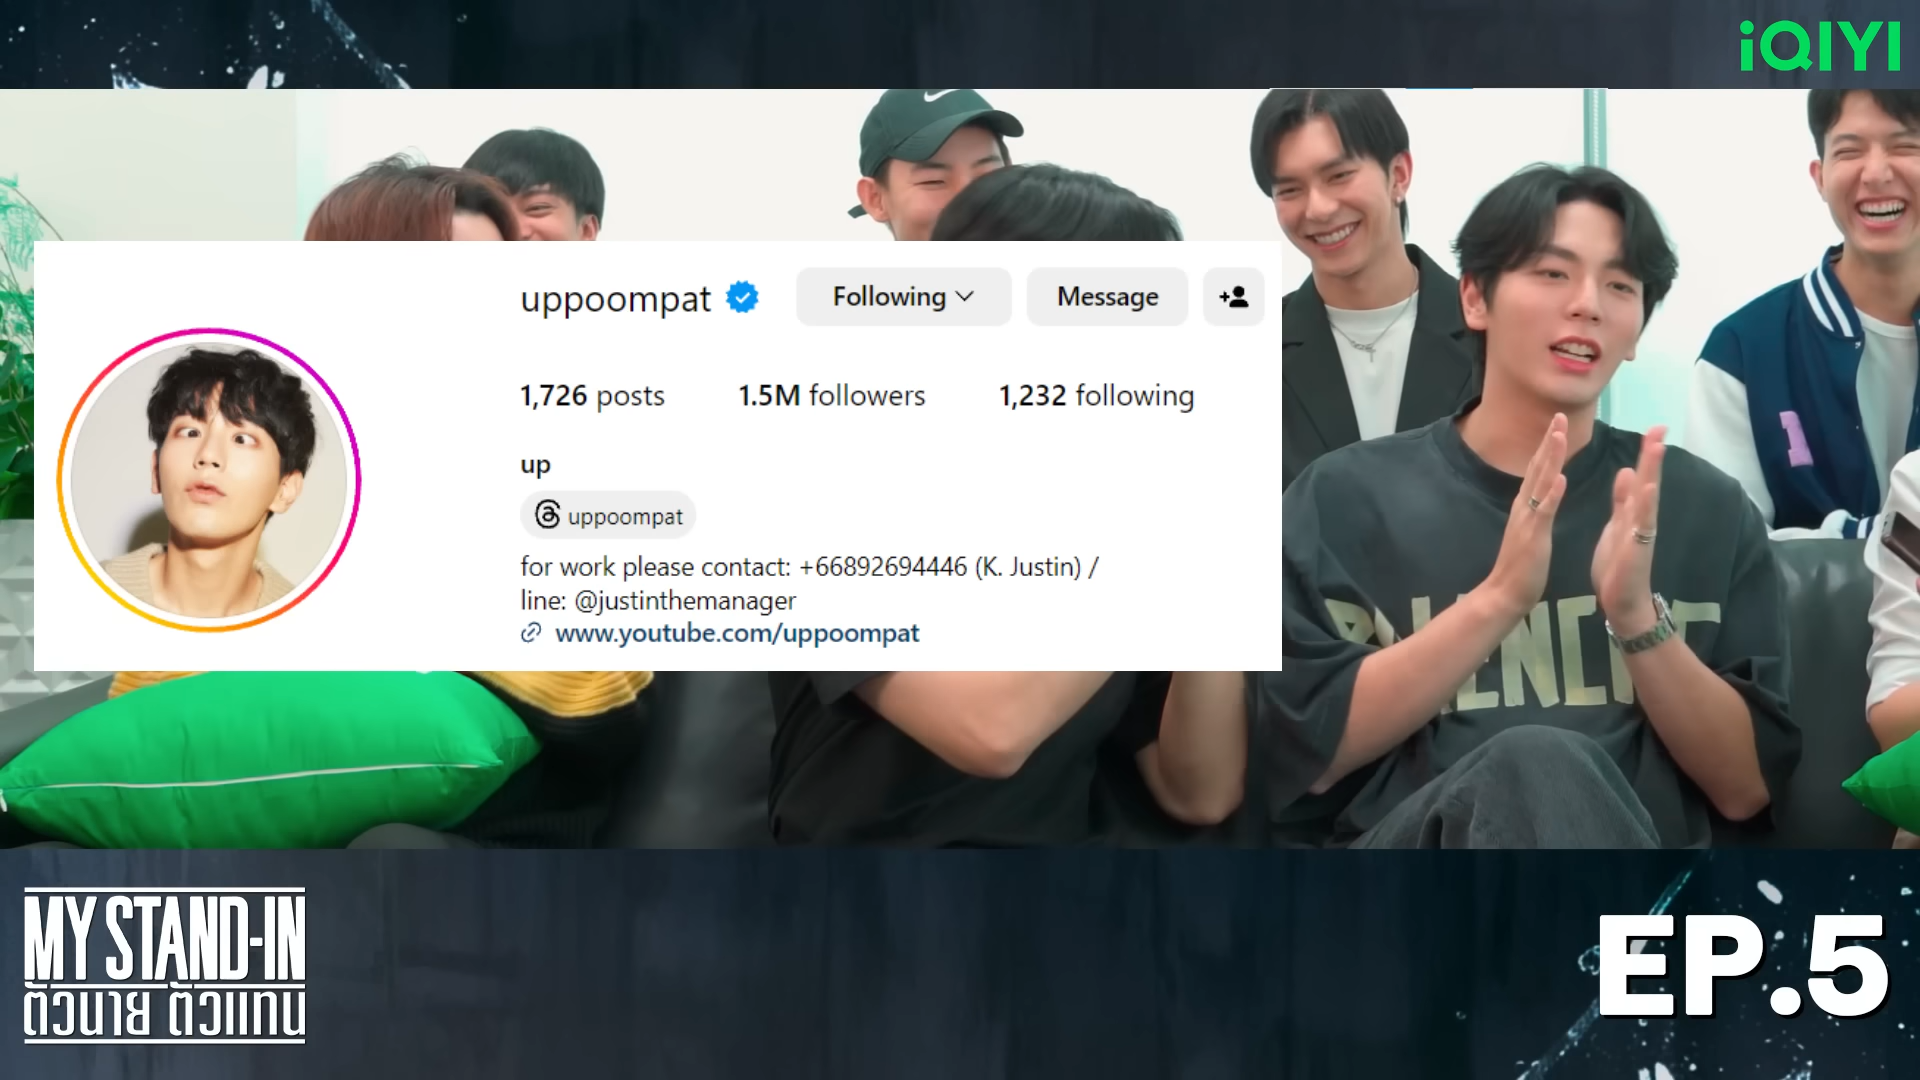 iQIYI
uppoompat
Following
Message
1,726 posts
1.5M followers
1,232 following
up
uppoompat
for work please contact: +66892694446 (K. Justin) /
line: @justinthemanager
www.youtube.com/uppoompat
1
MY STAND-IN
ตัวนาย ตัวแทน
EP.5